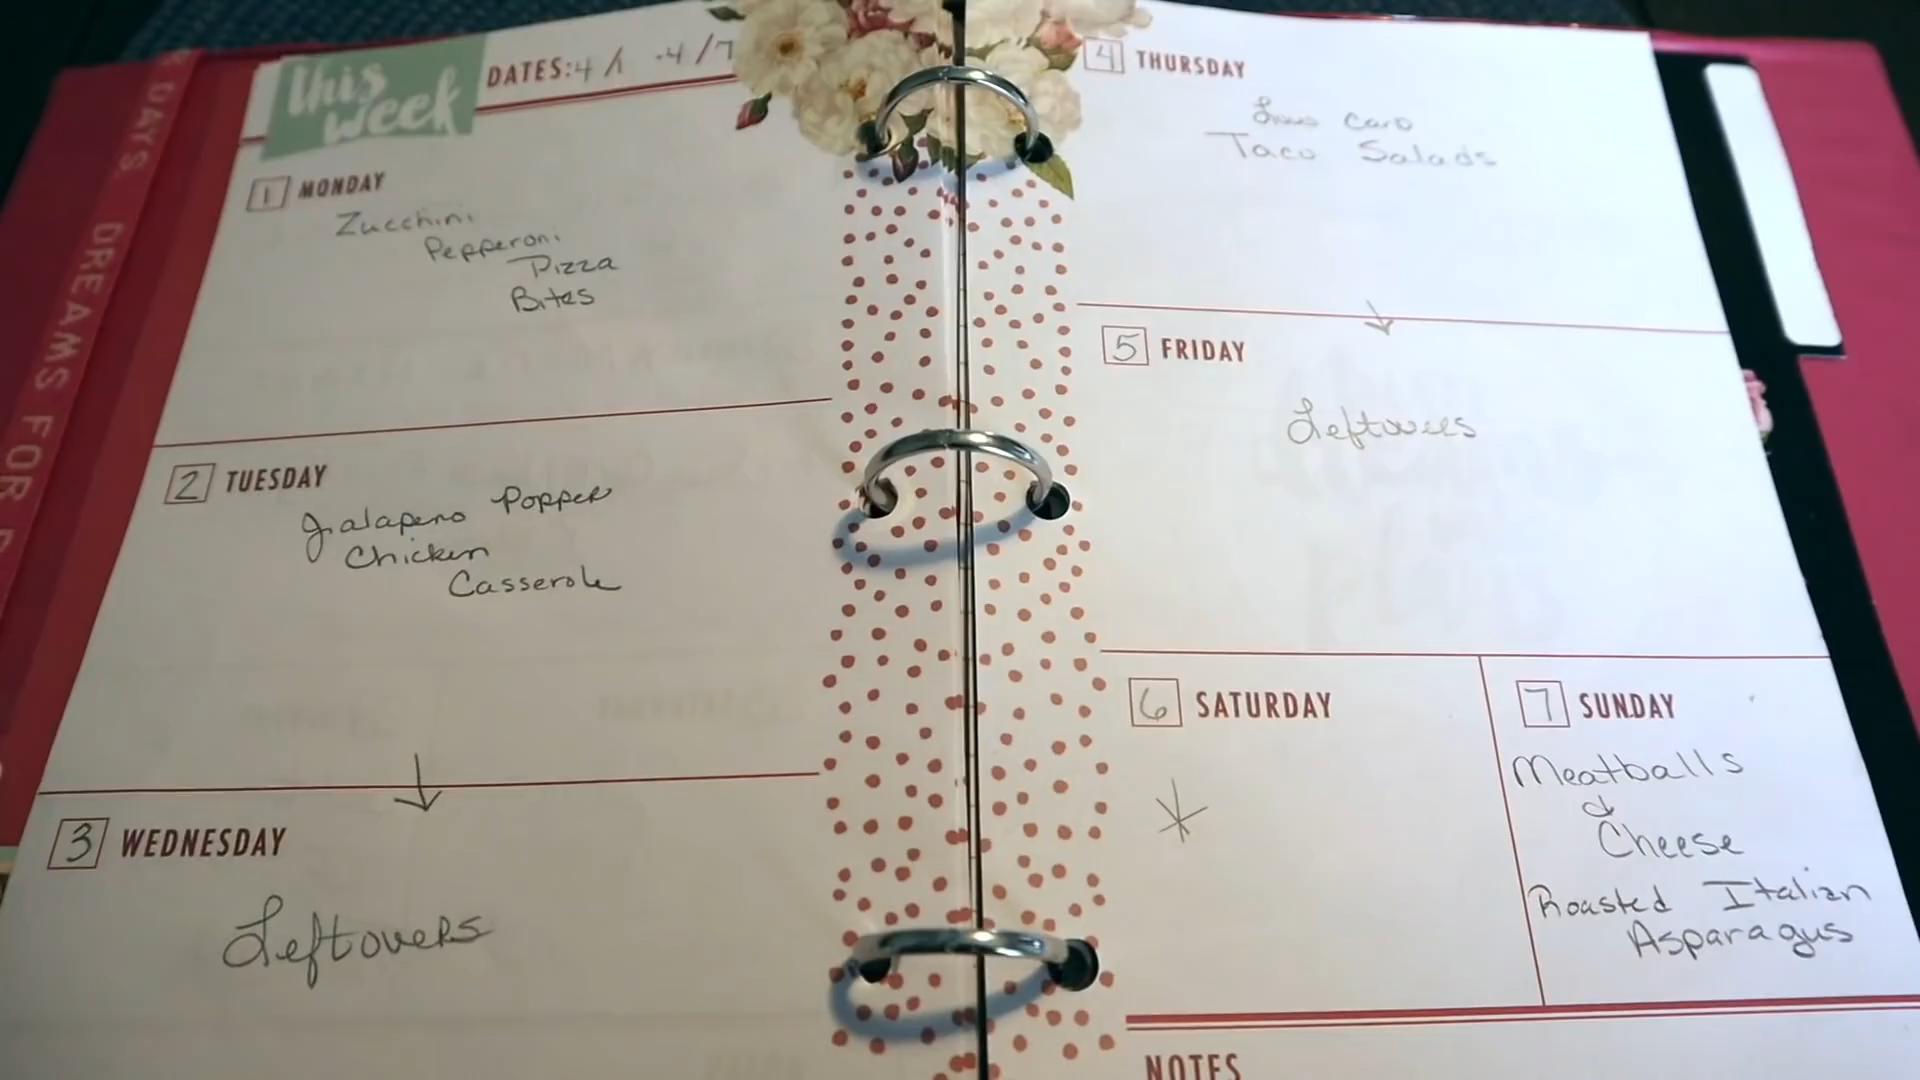 DAYS. DREAMS FOR
this
week
DATES: 4/1 - 4/7
1 MONDAY
Zucchini
Pepperoni
Pizza
Bites
2 TUESDAY
Jalapeno Popper
Chicken
Casserole
3 WEDNESDAY
Leftovers
4 THURSDAY
Low Carb
Taco Salads
5 FRIDAY
Leftovers
6 SATURDAY
7 SUNDAY
Meatballs
&
Cheese
Roasted Italian
Asparagus
NOTES